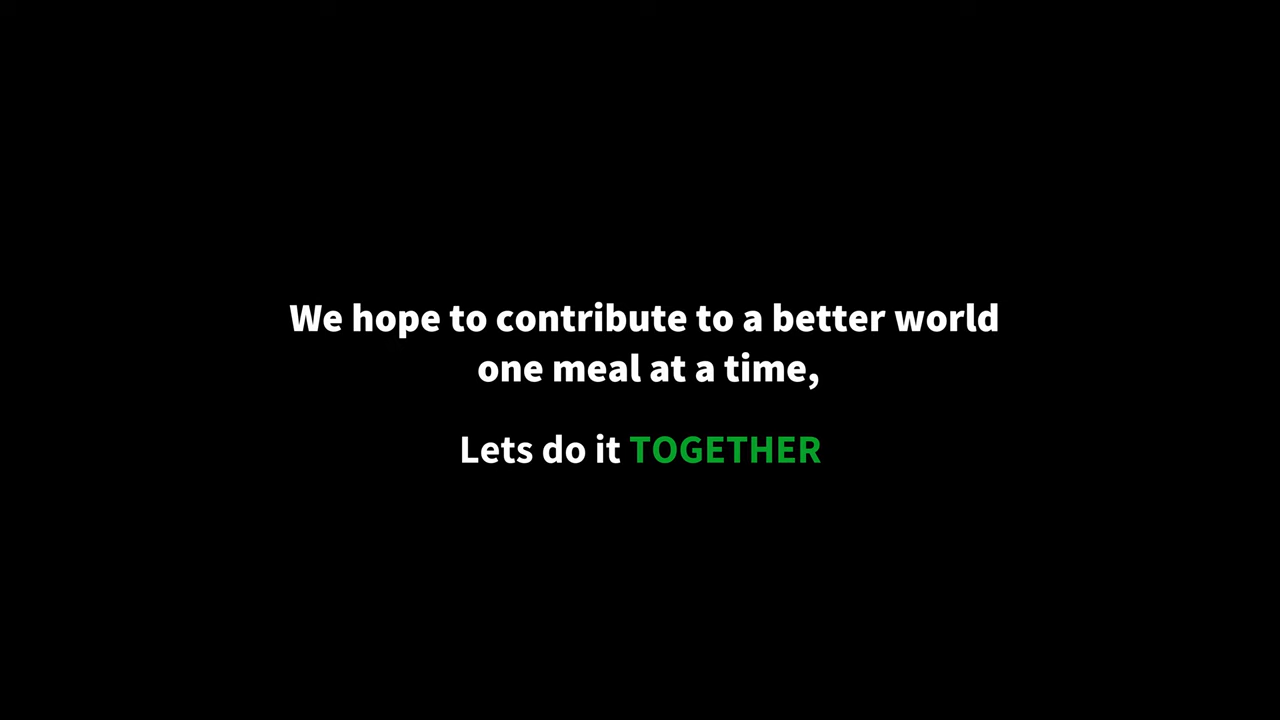 We hope to contribute to a better world
one meal at a time,
Lets do it TOGETHER